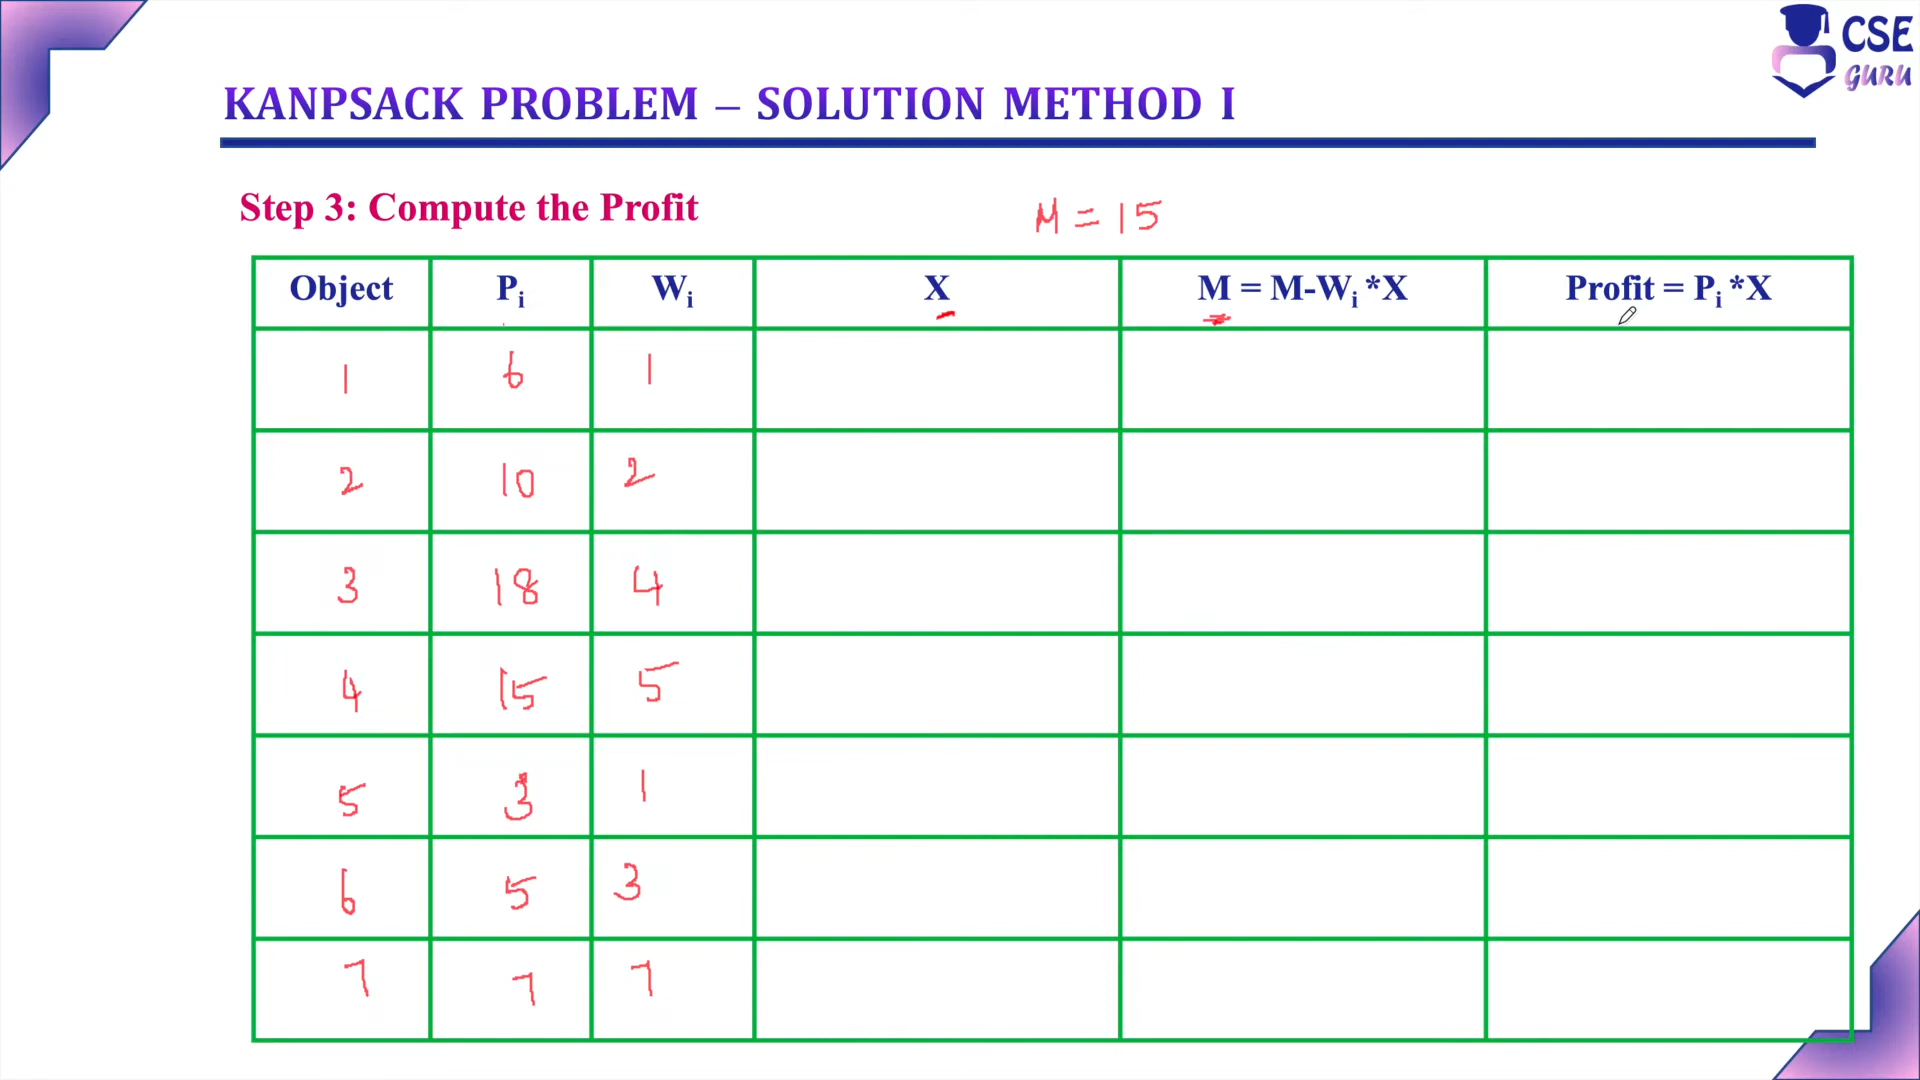 CSE
GURU
KANPSACK PROBLEM – SOLUTION METHOD I
Step 3: Compute the Profit
M = 15
Object Pi Wi X M = M-Wi *X Profit = Pi *X
1 6 1
2 10 2
3 18 4
4 15 5
5 3 1
6 5 3
7 7 7